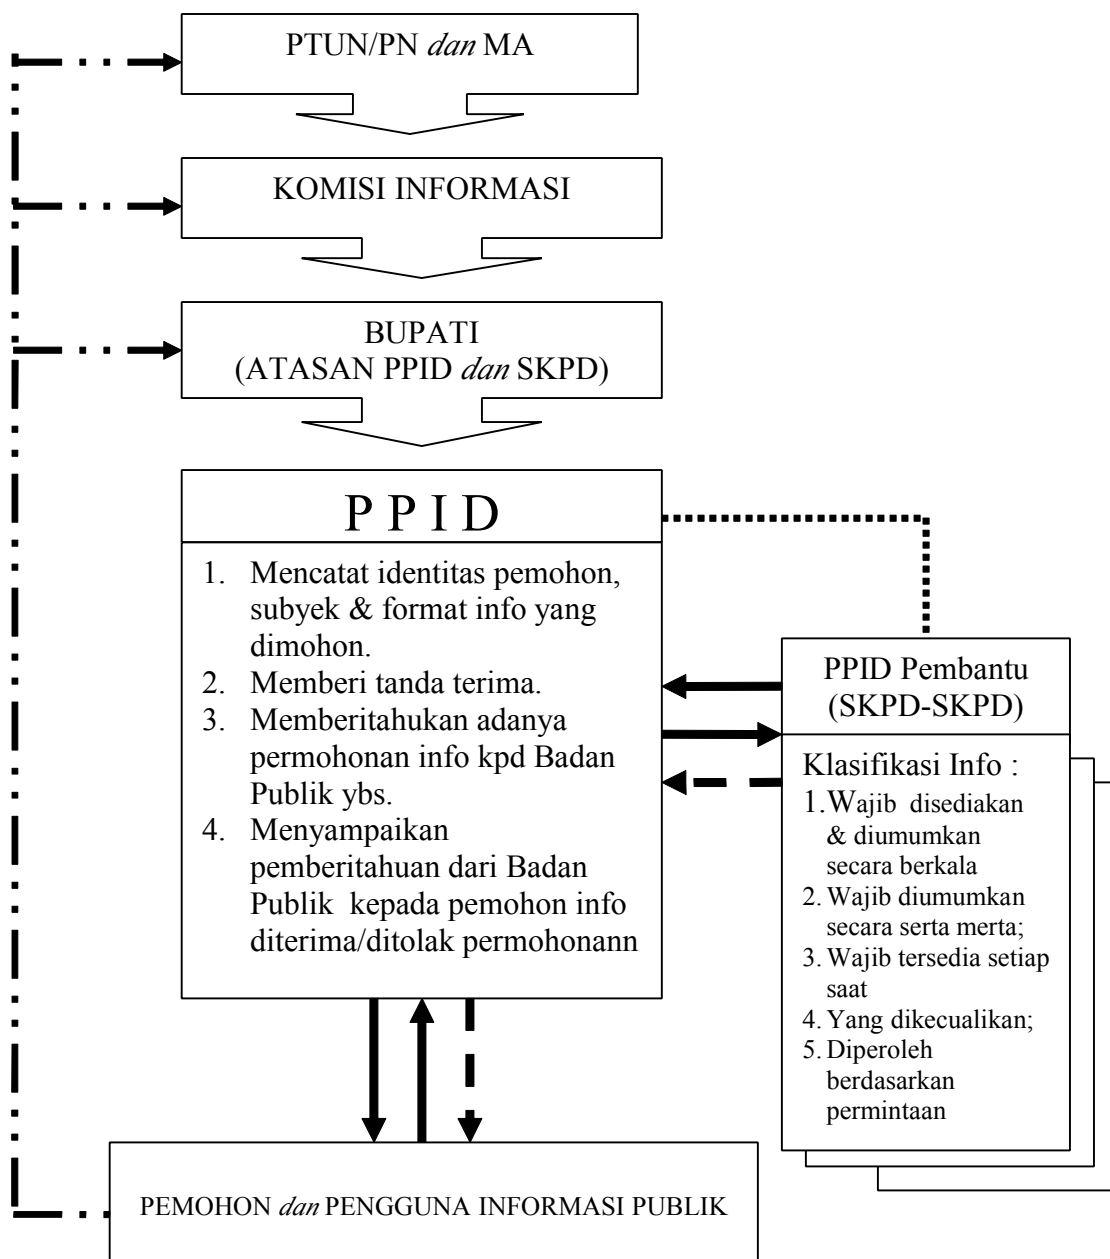 PTUN/PN dan MA
KOMISI INFORMASI
BUPATI
(ATASAN PPID dan SKPD)
P P I D
1. Mencatat identitas pemohon,
subyek & format info yang
dimohon.
2. Memberi tanda terima.
3. Memberitahukan adanya
permohonan info kpd Badan
Publik ybs.
4. Menyampaikan
pemberitahuan dari Badan
Publik kepada pemohon info
diterima/ditolak permohonann
PPID Pembantu
(SKPD-SKPD)
Klasifikasi Info :
1.Wajib disediakan
& diumumkan
secara berkala
2. Wajib diumumkan
secara serta merta;
3. Wajib tersedia setiap
saat
4. Yang dikecualikan;
5. Diperoleh
berdasarkan
permintaan
PEMOHON dan PENGGUNA INFORMASI PUBLIK